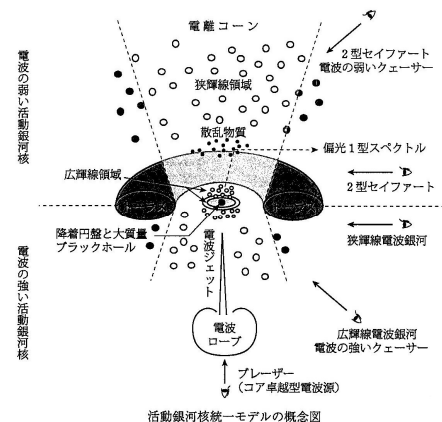 電離コーン
2型セイファート
電波の弱いクェーサー
電波の弱い活動銀河核
狭輝線領域
散乱物質
偏光1型スペクトル
広輝線領域
2型セイファート
トーラス
降着円盤と大質量
ブラックホール
狭輝線電波銀河
電波ジェット
電波の強い活動銀河核
電波
ローブ
広輝線電波銀河
電波の強いクェーサー
ブレーザー
(コア卓越型電波源)
活動銀河核統一モデルの概念図